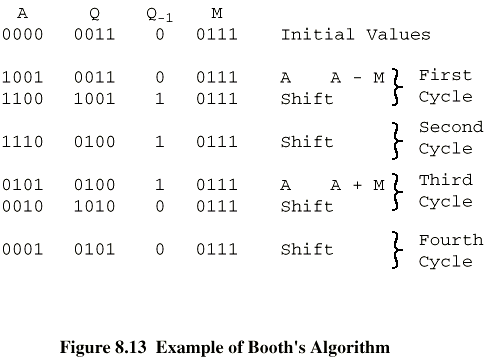 A Q Q-1 M
0000 0011 0 0111 Initial Values
1001 0011 0 0111 A A - M First
1100 1001 1 0111 Shift Cycle
Second
1110 0100 1 0111 Shift Cycle
0101 0100 1 0111 A A + M Third
0010 1010 0 0111 Shift Cycle
Fourth
0001 0101 0 0111 Shift Cycle
Figure 8.13 Example of Booth's Algorithm